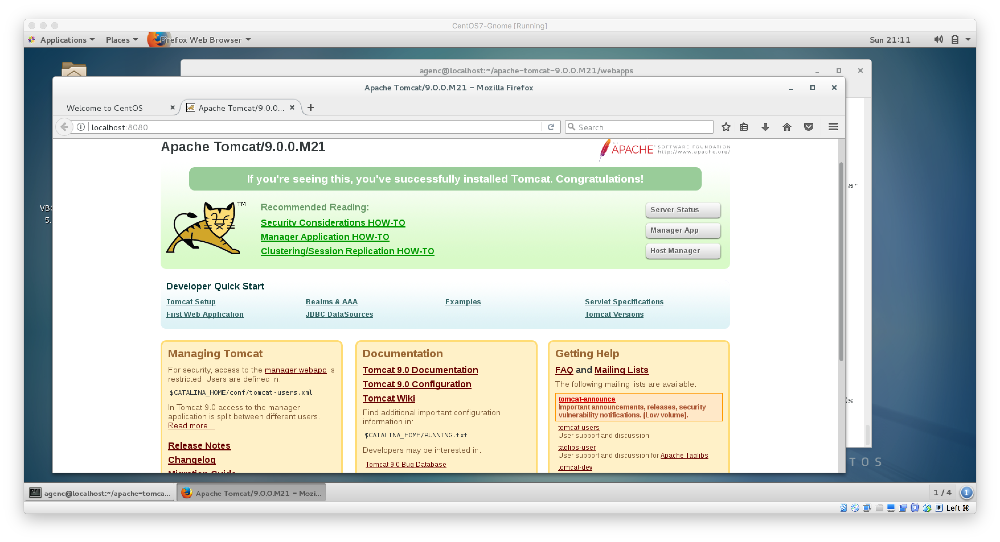 CentOS7-Gnome [Running]
Applications Places Firefox Web Browser Sun 21:11
agenc@localhost:~/apache-tomcat-9.0.0.M21/webapps
Apache Tomcat/9.0.0.M21 - Mozilla Firefox
Welcome to CentOS Apache Tomcat/9.0.0...
localhost:8080 Search
Apache Tomcat/9.0.0.M21
THE APACHE SOFTWARE FOUNDATION
http://www.apache.org/
If you're seeing this, you've successfully installed Tomcat. Congratulations!
ar
TM
Recommended Reading:
Security Considerations HOW-TO
Manager Application HOW-TO
Clustering/Session Replication HOW-TO
Server Status
Manager App
Host Manager
5.
Developer Quick Start
Tomcat Setup Realms & AAA Examples Servlet Specifications
First Web Application JDBC DataSources Tomcat Versions
Managing Tomcat
For security, access to the manager webapp is
restricted. Users are defined in:
$CATALINA_HOME/conf/tomcat-users.xml
In Tomcat 9.0 access to the manager
application is split between different users.
Read more...
Release Notes
Changelog
Migration Guide
Documentation
Tomcat 9.0 Documentation
Tomcat 9.0 Configuration
Tomcat Wiki
Find additional important configuration
information in:
$CATALINA_HOME/RUNNING.txt
Developers may be interested in:
Tomcat 9.0 Bug Database
Getting Help
FAQ and Mailing Lists
The following mailing lists are available:
tomcat-announce
Important announcements, releases, security
vulnerability notifications. (Low volume).
tomcat-users
User support and discussion
taglibs-user
User support and discussion for Apache Taglibs
tomcat-dev
TOS
agenc@localhost:~/apache-tomca... Apache Tomcat/9.0.0.M21 - Mozi... 1 / 4 1
Left ⌘